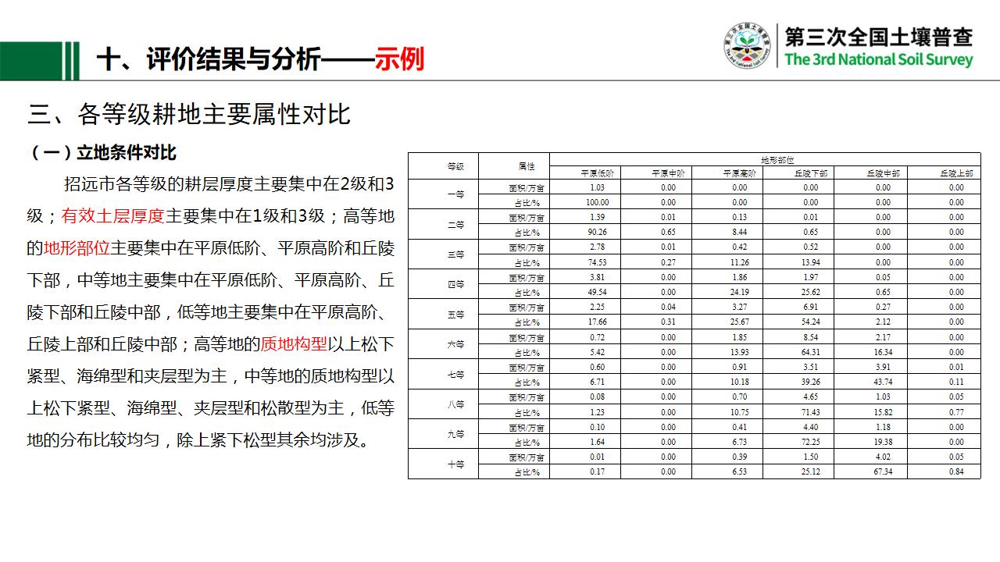 十、评价结果与分析——示例
第三次全国土壤普查
The 3rd National Soil Survey
三、各等级耕地主要属性对比
（一）立地条件对比
招远市各等级的耕层厚度主要集中在2级和3
级；有效土层厚度主要集中在1级和3级；高等地
的地形部位主要集中在平原低阶、平原高阶和丘陵
下部，中等地主要集中在平原低阶、平原高阶、丘
陵下部和丘陵中部，低等地主要集中在平原高阶、
丘陵上部和丘陵中部；高等地的质地构型以上松下
紧型、海绵型和夹层型为主，中等地的质地构型以
上松下紧型、海绵型、夹层型和松散型为主，低等
地的分布比较均匀，除上紧下松型其余均涉及。
等级 属性 地形部位
平原低阶 平原中阶 平原高阶 丘陵下部 丘陵中部 丘陵上部
一等 面积/万亩 1.03 0.00 0.00 0.00 0.00 0.00
占比/% 100.00 0.00 0.00 0.00 0.00 0.00
二等 面积/万亩 1.39 0.01 0.13 0.01 0.00 0.00
占比/% 90.26 0.65 8.44 0.65 0.00 0.00
三等 面积/万亩 2.78 0.01 0.42 0.52 0.00 0.00
占比/% 74.53 0.27 11.26 13.94 0.00 0.00
四等 面积/万亩 3.81 0.00 1.86 1.97 0.05 0.00
占比/% 49.54 0.00 24.19 25.62 0.65 0.00
五等 面积/万亩 2.25 0.04 3.27 6.91 0.27 0.00
占比/% 17.66 0.31 25.67 54.24 2.12 0.00
六等 面积/万亩 0.72 0.00 1.85 8.54 2.17 0.00
占比/% 5.42 0.00 13.93 64.31 16.34 0.00
七等 面积/万亩 0.60 0.00 0.91 3.51 3.91 0.01
占比/% 6.71 0.00 10.18 39.26 43.74 0.11
八等 面积/万亩 0.08 0.00 0.70 4.65 1.03 0.05
占比/% 1.23 0.00 10.75 71.43 15.82 0.77
九等 面积/万亩 0.10 0.00 0.41 4.40 1.18 0.00
占比/% 1.64 0.00 6.73 72.25 19.38 0.00
十等 面积/万亩 0.01 0.00 0.39 1.50 4.02 0.05
占比/% 0.17 0.00 6.53 25.12 67.34 0.84